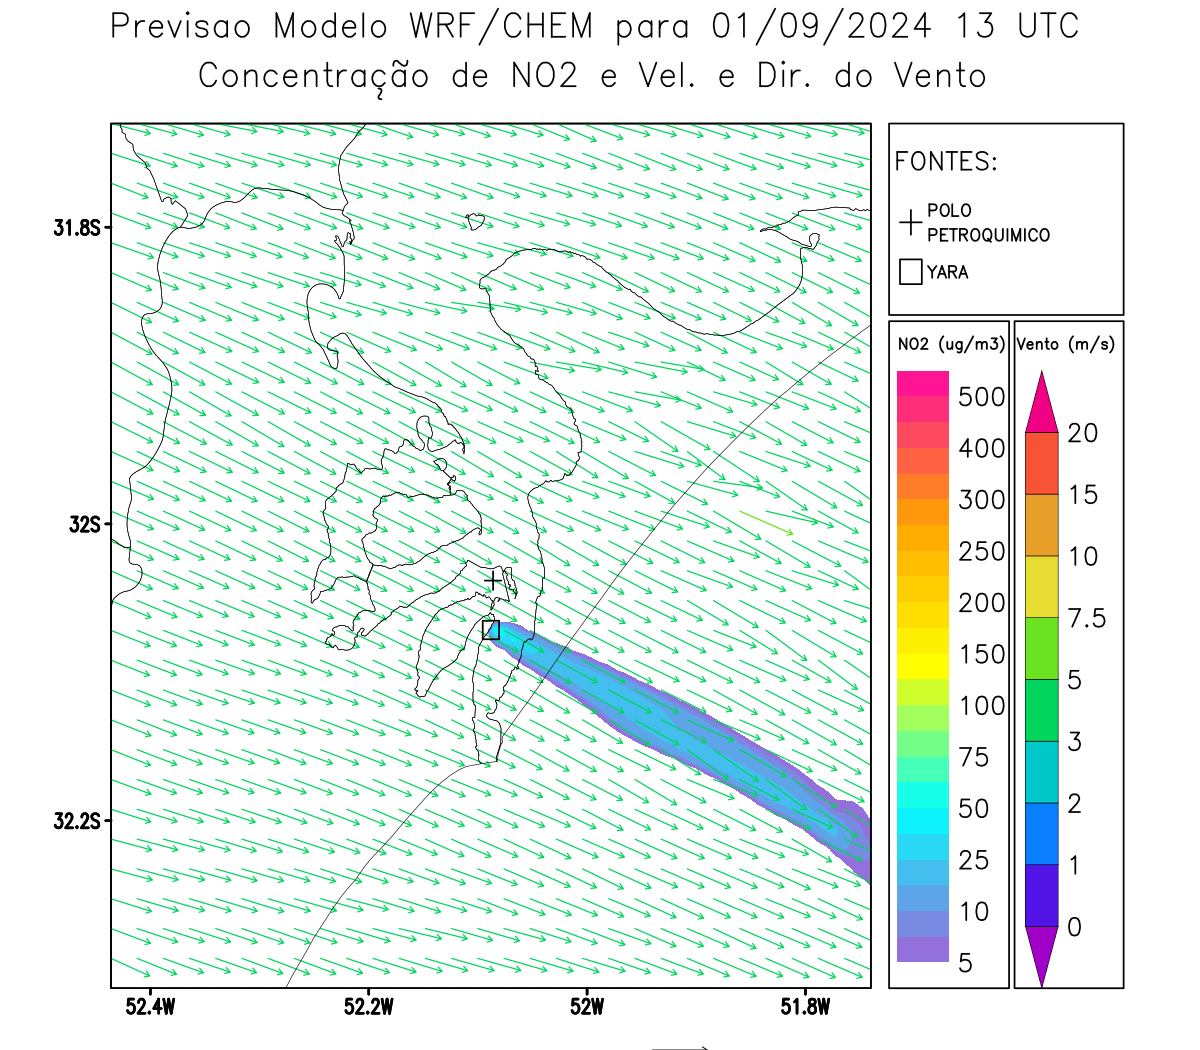 Previsao Modelo WRF/CHEM para 01/09/2024 13 UTC
Concentração de NO2 e Vel. e Dir. do Vento
FONTES:
POLO
PETROQUIMICO
YARA
31.8S
32S
32.2S
52.4W
52.2W
52W
51.8W
NO2 (ug/m3)
500
400
300
250
200
150
100
75
50
25
10
5
Vento (m/s)
20
15
10
7.5
5
3
2
1
0